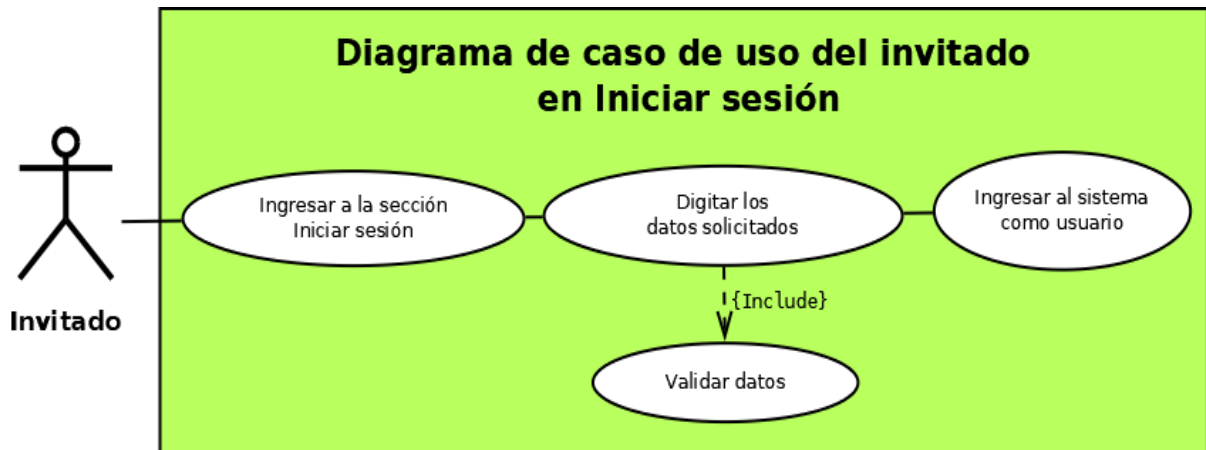 Diagrama de caso de uso del invitado
en Iniciar sesión
Ingresar a la sección
Iniciar sesión
Digitar los
datos solicitados
Ingresar al sistema
como usuario
{Include}
Invitado
Validar datos